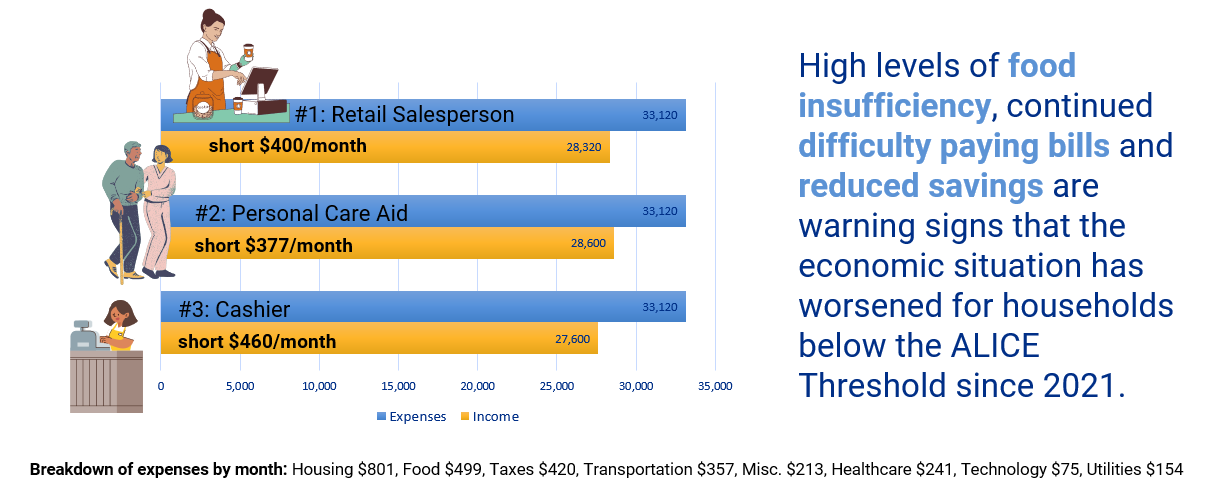 #1: Retail Salesperson
33,120
short $400/month
28,320
#2: Personal Care Aid
33,120
short $377/month
28,600
#3: Cashier
33,120
short $460/month
27,600
0 5,000 10,000 15,000 20,000 25,000 30,000 35,000
Expenses Income
High levels of food
insufficiency, continued
difficulty paying bills and
reduced savings are
warning signs that the
economic situation has
worsened for households
below the ALICE
Threshold since 2021.
Breakdown of expenses by month: Housing $801, Food $499, Taxes $420, Transportation $357, Misc. $213, Healthcare $241, Technology $75, Utilities $154